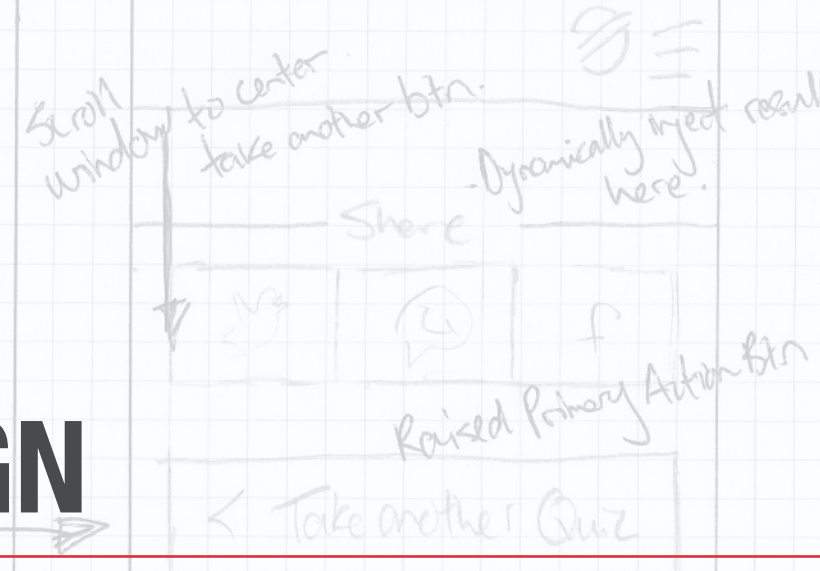 Scroll
window to center
take another btn.
Dynamically inject result
here.
Share
f
Raised Primary Action Btn
GN
< Take another Quiz